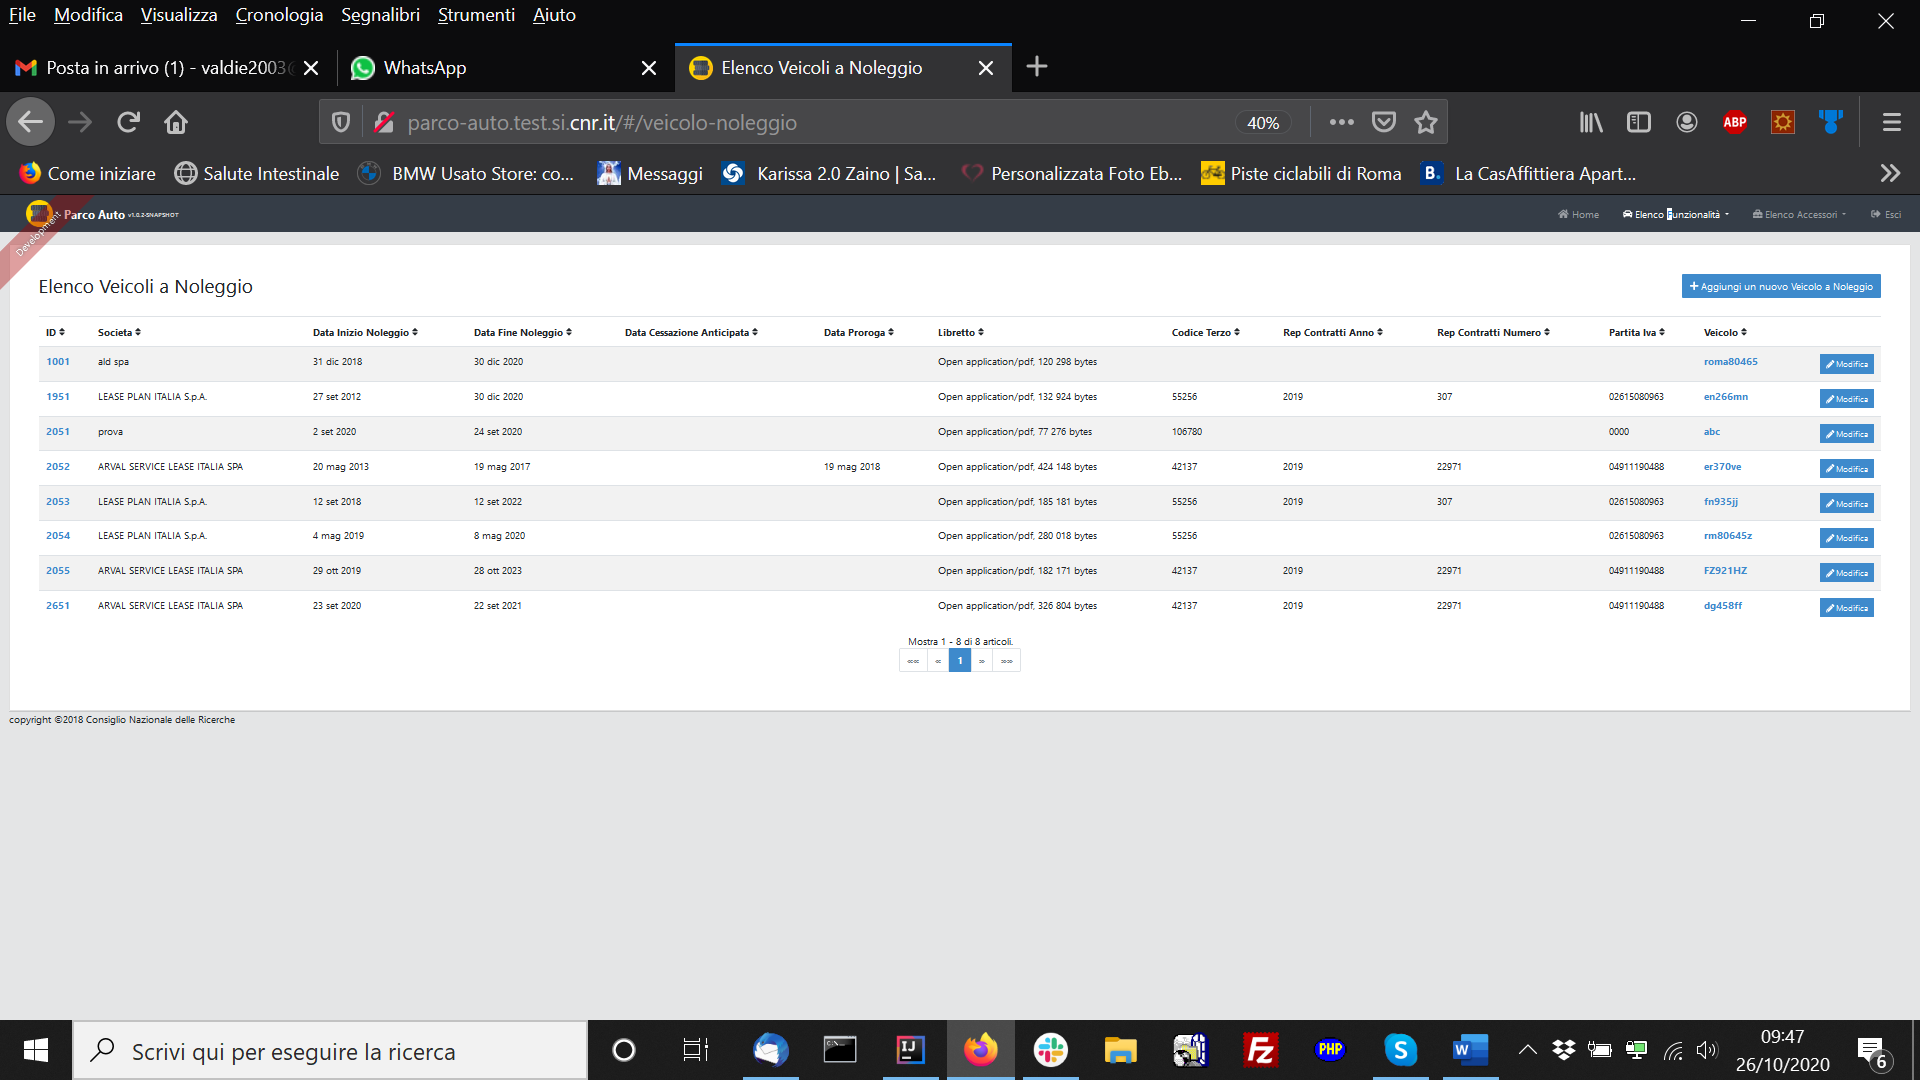 File Modifica Visualizza Cronologia Segnalibri Strumenti Aiuto
Posta in arrivo (1) - valdie2003@ WhatsApp Elenco Veicoli a Noleggio
parco-auto.test.si.cnr.it/#/veicolo-noleggio 40% ABP
Come iniziare Salute Intestinale BMW Usato Store: co... Messaggi Karissa 2.0 Zaino | Sa... Personalizzata Foto Eb... Piste ciclabili di Roma B. La CasAffittiera Apart...
Parco Auto v1.0.2-SNAPSHOT Home Elenco Funzionalità Elenco Accessori Esci
Development
Elenco Veicoli a Noleggio + Aggiungi un nuovo Veicolo a Noleggio
ID Societa Data Inizio Noleggio Data Fine Noleggio Data Cessazione Anticipata Data Proroga Libretto Codice Terzo Rep Contratti Anno Rep Contratti Numero Partita Iva Veicolo
1001 ald spa 31 dic 2018 30 dic 2020 Open application/pdf, 120 298 bytes roma80465 Modifica
1951 LEASE PLAN ITALIA S.p.A. 27 set 2012 30 dic 2020 Open application/pdf, 132 924 bytes 55256 2019 307 02615080963 en266mn Modifica
2051 prova 2 set 2020 24 set 2020 Open application/pdf, 77 276 bytes 106780 0000 abc Modifica
2052 ARVAL SERVICE LEASE ITALIA SPA 20 mag 2013 19 mag 2017 19 mag 2018 Open application/pdf, 424 148 bytes 42137 2019 22971 04911190488 er370ve Modifica
2053 LEASE PLAN ITALIA S.p.A. 12 set 2018 12 set 2022 Open application/pdf, 185 181 bytes 55256 2019 307 02615080963 fn935jj Modifica
2054 LEASE PLAN ITALIA S.p.A. 4 mag 2019 8 mag 2020 Open application/pdf, 280 018 bytes 55256 02615080963 rm80645z Modifica
2055 ARVAL SERVICE LEASE ITALIA SPA 29 ott 2019 28 ott 2023 Open application/pdf, 182 171 bytes 42137 2019 22971 04911190488 FZ921HZ Modifica
2651 ARVAL SERVICE LEASE ITALIA SPA 23 set 2020 22 set 2021 Open application/pdf, 326 804 bytes 42137 2019 22971 04911190488 dg458ff Modifica
Mostra 1 - 8 di 8 articoli.
«« « 1 » »»
copyright ©2018 Consiglio Nazionale delle Ricerche
Scrivi qui per eseguire la ricerca IJ Fz PHP S W 09:47
26/10/2020 6